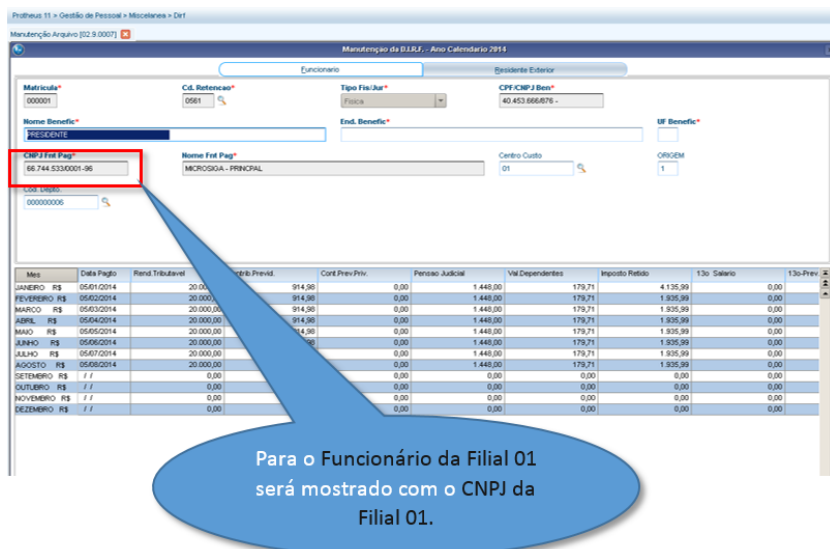 Protheus 11 > Gestão de Pessoal > Miscelanea > Dirf
Manutenção Arquivo [02.9.0007]
Manutenção da D.I.R.F. - Ano Calendario 2014
Funcionario Residente Exterior
Matricula* Cd. Retencao* Tipo Fis/Jur* CPF/CNPJ Ben*
000001 0561 Fisica 40.453.666/876 -
Nome Benefic* End. Benefic* UF Benefic*
PRESIDENTE
CNPJ Fnt Pag* Nome Fnt Pag* Centro Custo ORIGEM
66.744.533/0001-96 MICROSIGA - PRINCPAL 01 1
Cod. Depto.
000000006
Mes Data Pagto Rend.Tributavel Contrib.Previd. Cont.Prev.Priv. Pensao Judicial Val.Dependentes Imposto Retido 13o Salario 13o-Prev.
JANEIRO R$ 05/01/2014 20.000,00 914,98 0,00 1.448,00 179,71 4.135,99 0,00
FEVEREIRO R$ 05/02/2014 20.000,00 914,98 0,00 1.448,00 179,71 1.935,99 0,00
MARCO R$ 05/03/2014 20.000,00 914,98 0,00 1.448,00 179,71 1.935,99 0,00
ABRIL R$ 05/04/2014 20.000,00 914,98 0,00 1.448,00 179,71 1.935,99 0,00
MAIO R$ 05/05/2014 20.000,00 914,98 0,00 1.448,00 179,71 1.935,99 0,00
JUNHO R$ 05/06/2014 20.000,00 914,98 0,00 1.448,00 179,71 1.935,99 0,00
JULHO R$ 05/07/2014 20.000,00 0,00 1.448,00 179,71 1.935,99 0,00
AGOSTO R$ 05/08/2014 20.000,00 0,00 1.448,00 179,71 1.935,99 0,00
SETEMBRO R$ / / 0,00 0,00 0,00 0,00 0,00 0,00
OUTUBRO R$ / / 0,00 0,00 0,00 0,00 0,00 0,00
NOVEMBRO R$ / / 0,00 0,00 0,00 0,00 0,00 0,00
DEZEMBRO R$ / / 0,00 0,00 0,00 0,00 0,00 0,00
Para o Funcionário da Filial 01
será mostrado com o CNPJ da
Filial 01.